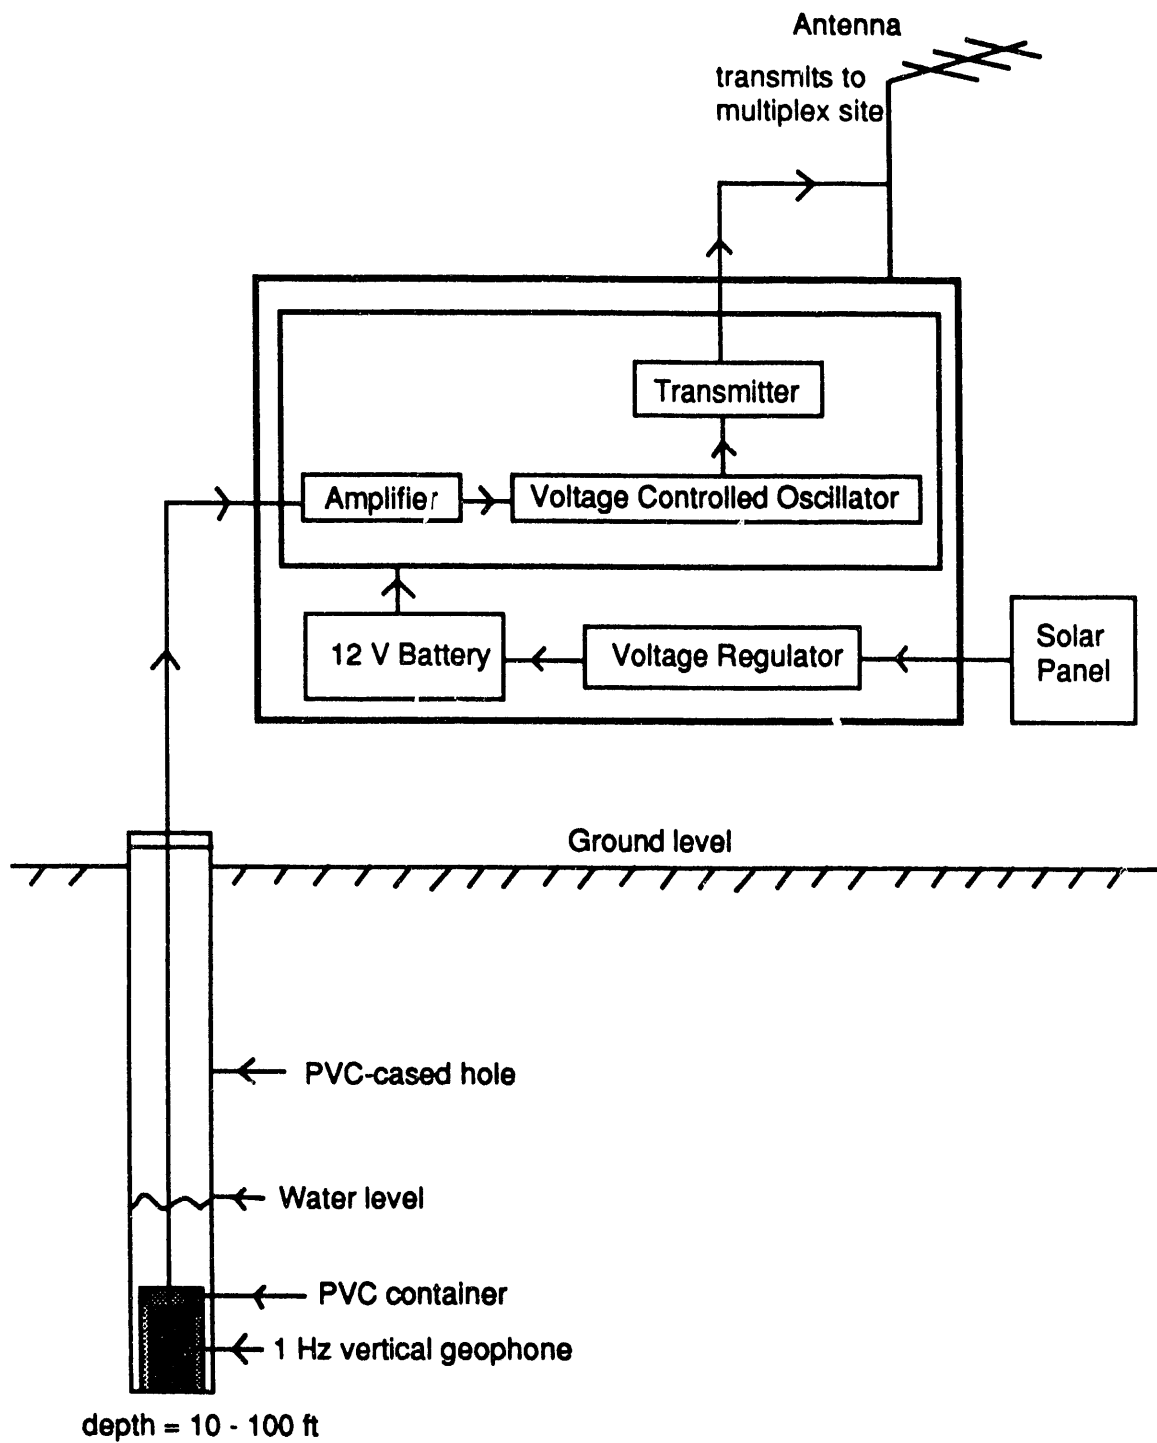 Antenna
transmits to
multiplex site
Transmitter
Amplifier
Voltage Controlled Oscillator
12 V Battery
Voltage Regulator
Solar
Panel
Ground level
PVC-cased hole
Water level
PVC container
1 Hz vertical geophone
depth = 10 - 100 ft